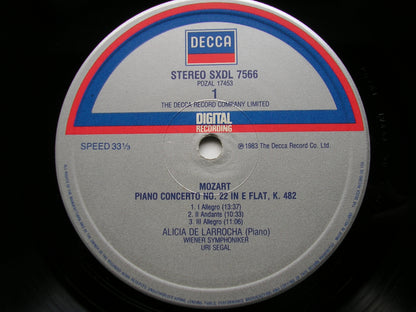 DECCA
STEREO SXDL 7566
POZAL 17453
1
THE DECCA RECORD COMPANY LIMITED
DIGITAL
RECORDING
SPEED 33⅓
℗1983 The Decca Record Co. Ltd.
MOZART
PIANO CONCERTO NO. 22 IN E FLAT, K. 482
1. I Allegro (13:37)
2. II Andante (10:33)
3. III Allegro (11:06)
ALICIA DE LARROCHA (Piano)
WIENER SYMPHONIKER
URI SEGAL